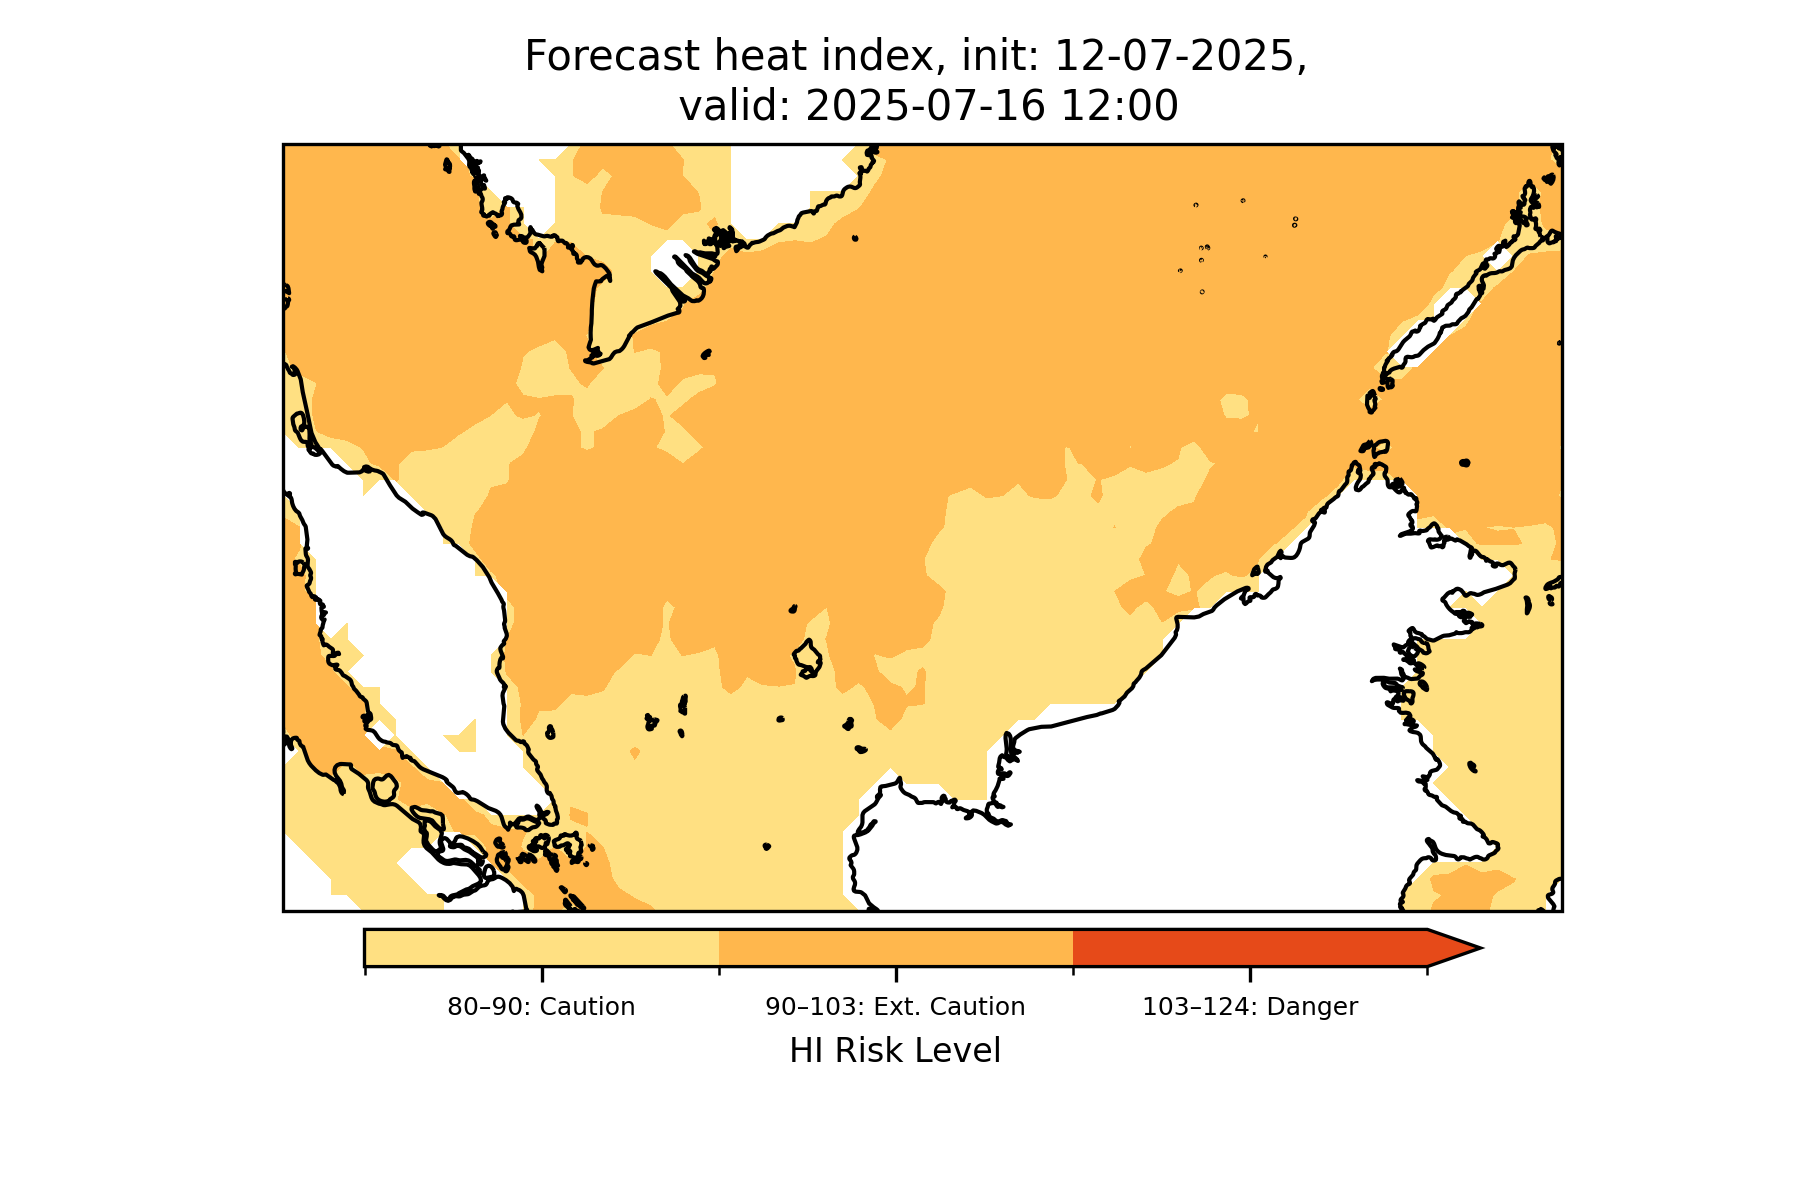 Forecast heat index, init: 12-07-2025,
valid: 2025-07-16 12:00
80–90: Caution
90–103: Ext. Caution
103–124: Danger
HI Risk Level